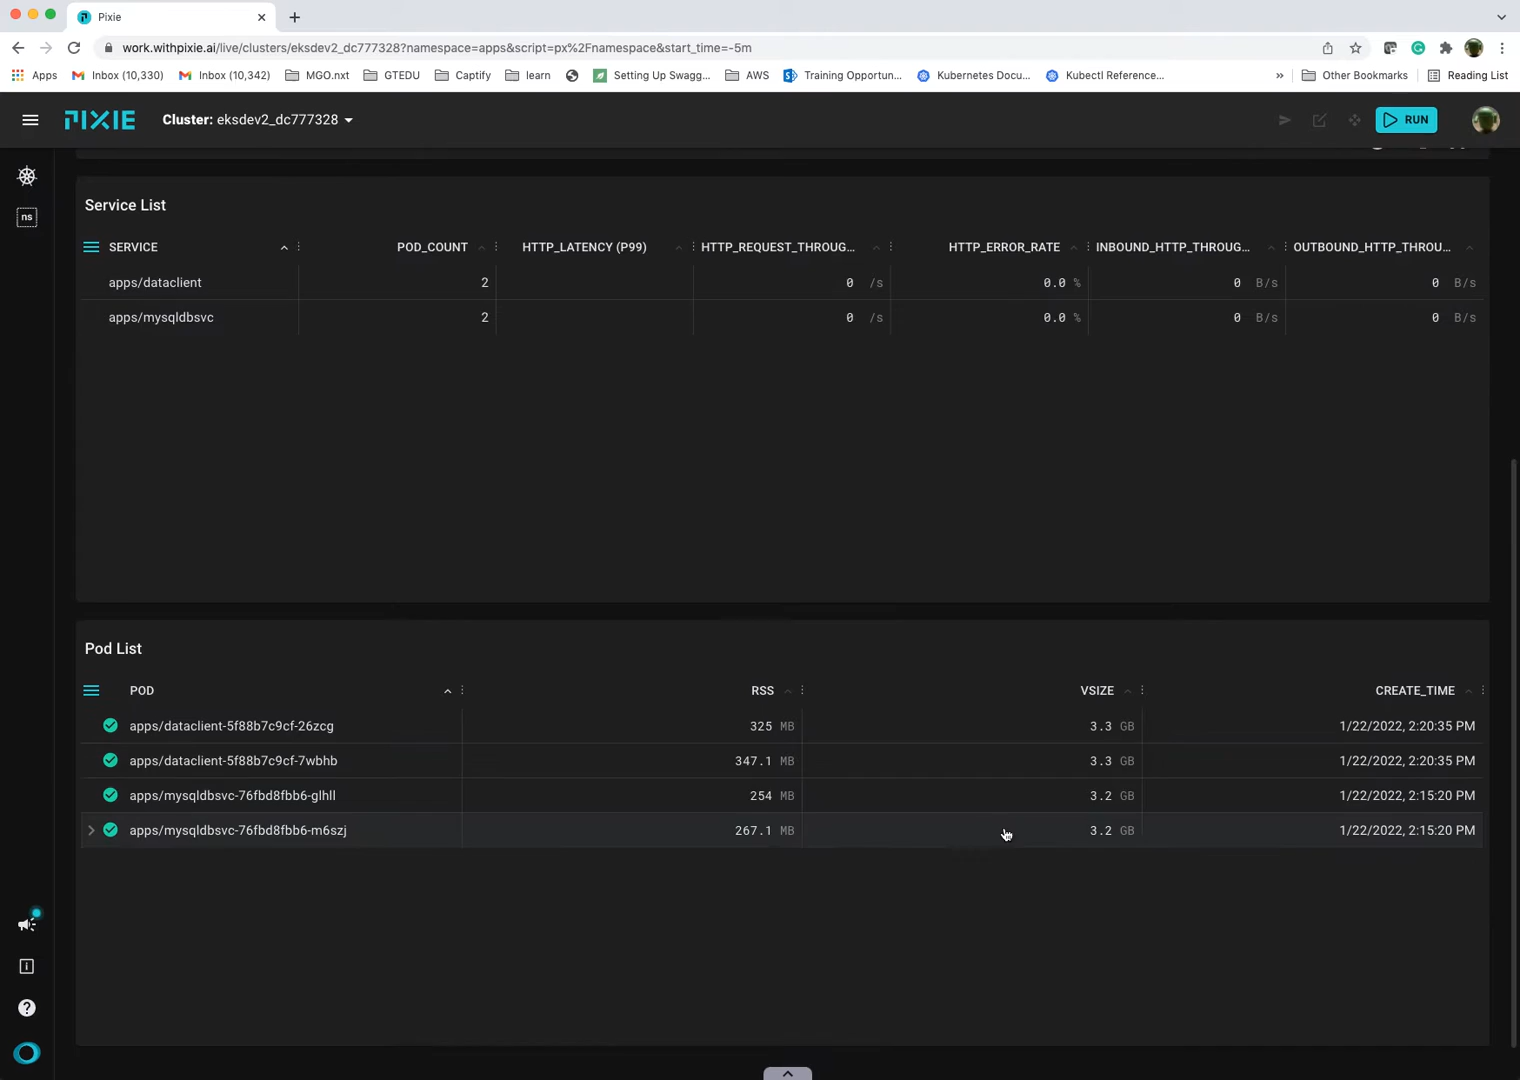 Pixie
work.withpixie.ai/live/clusters/eksdev2_dc777328?namespace=apps&script=px%2Fnamespace&start_time=-5m
Apps Inbox (10,330) Inbox (10,342) MGO.nxt GTEDU Captify learn Setting Up Swagg... AWS Training Opportun... Kubernetes Docu... Kubectl Reference... » Other Bookmarks Reading List
PIXIE Cluster: eksdev2_dc777328 RUN
ns
Service List
SERVICE POD_COUNT HTTP_LATENCY (P99) HTTP_REQUEST_THROUG... HTTP_ERROR_RATE INBOUND_HTTP_THROUG... OUTBOUND_HTTP_THROU...
apps/dataclient 2 0 /s 0.0 % 0 B/s 0 B/s
apps/mysqldbsvc 2 0 /s 0.0 % 0 B/s 0 B/s
Pod List
POD RSS VSIZE CREATE_TIME
apps/dataclient-5f88b7c9cf-26zcg 325 MB 3.3 GB 1/22/2022, 2:20:35 PM
apps/dataclient-5f88b7c9cf-7wbhb 347.1 MB 3.3 GB 1/22/2022, 2:20:35 PM
apps/mysqldbsvc-76fbd8fbb6-glhll 254 MB 3.2 GB 1/22/2022, 2:15:20 PM
apps/mysqldbsvc-76fbd8fbb6-m6szj 267.1 MB 3.2 GB 1/22/2022, 2:15:20 PM